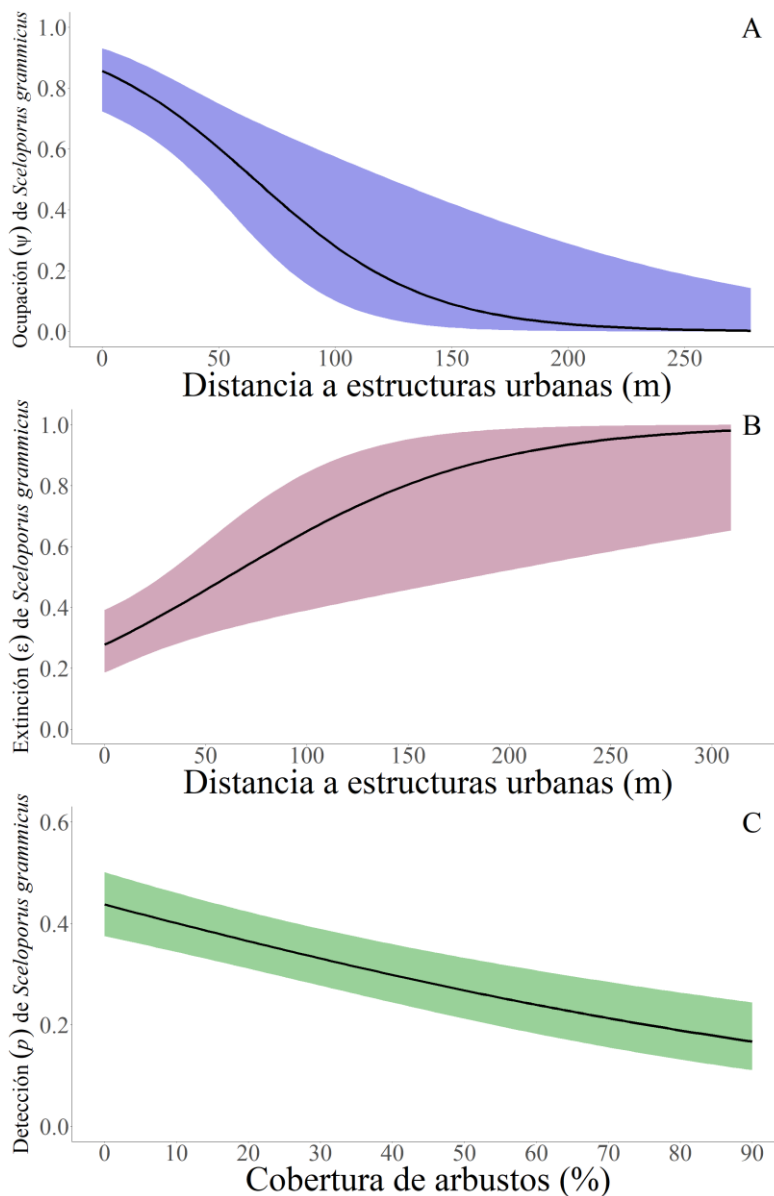 A
1.0
0.8
0.6
0.4
0.2
0.0
Ocupación (ψ) de Sceloporus grammicus
0 50 100 150 200 250
Distancia a estructuras urbanas (m)
B
1.0
0.8
0.6
0.4
0.2
0.0
Extinción (ε) de Sceloporus grammicus
0 50 100 150 200 250 300
Distancia a estructuras urbanas (m)
C
0.6
0.4
0.2
0.0
Detección (p) de Sceloporus grammicus
0 10 20 30 30 40 50 60 70 80 90
Cobertura de arbustos (%)